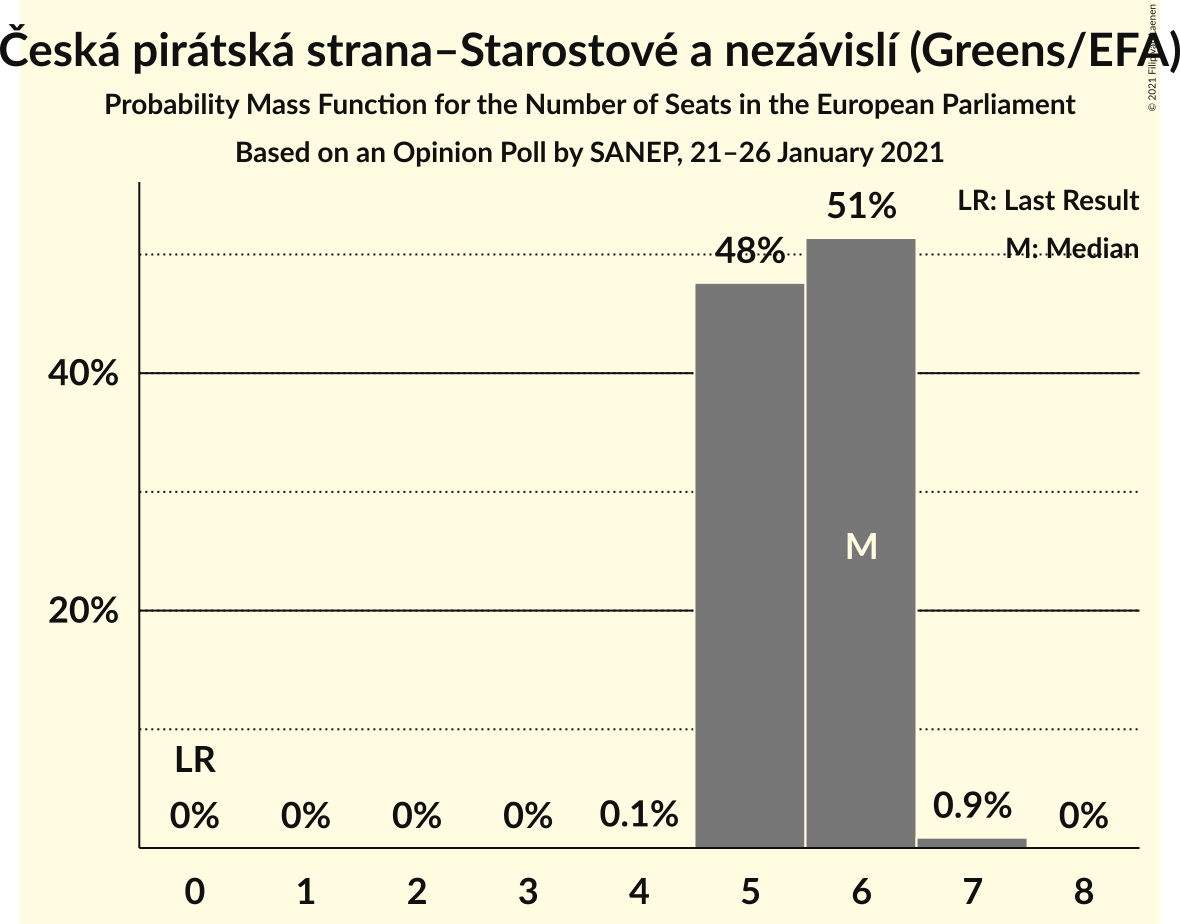 Česká pirátská strana–Starostové a nezávislí (Greens/EFA)
Probability Mass Function for the Number of Seats in the European Parliament
Based on an Opinion Poll by SANEP, 21–26 January 2021
© 2021 Filip van Laenen
LR: Last Result
M: Median
51%
48%
40%
20%
M
LR
0%
0%
0%
0%
0.1%
0.9%
0%
0 1 2 3 4 5 6 7 8